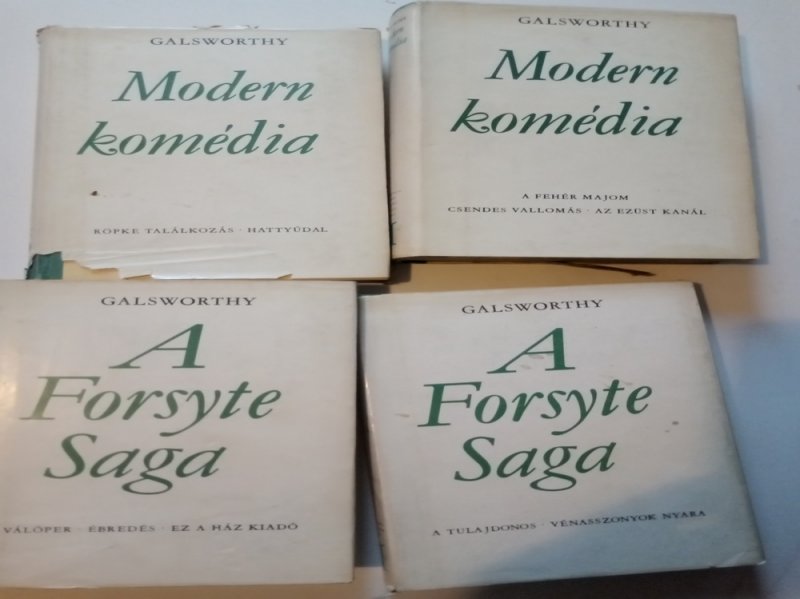 GALSWORTHY
Modern
komédia
RÖPKE TALÁLKOZÁS · HATTYÚDAL
GALSWORTHY
Modern
komédia
A FEHÉR MAJOM
CSENDES VALLOMÁS · AZ EZÜST KANÁL
GALSWORTHY
A
Forsyte
Saga
VÁLÓPER · ÉBREDÉS · EZ A HÁZ KIADÓ
GALSWORTHY
A
Forsyte
Saga
A TULAJDONOS · VÉNASSZONYOK NYARA